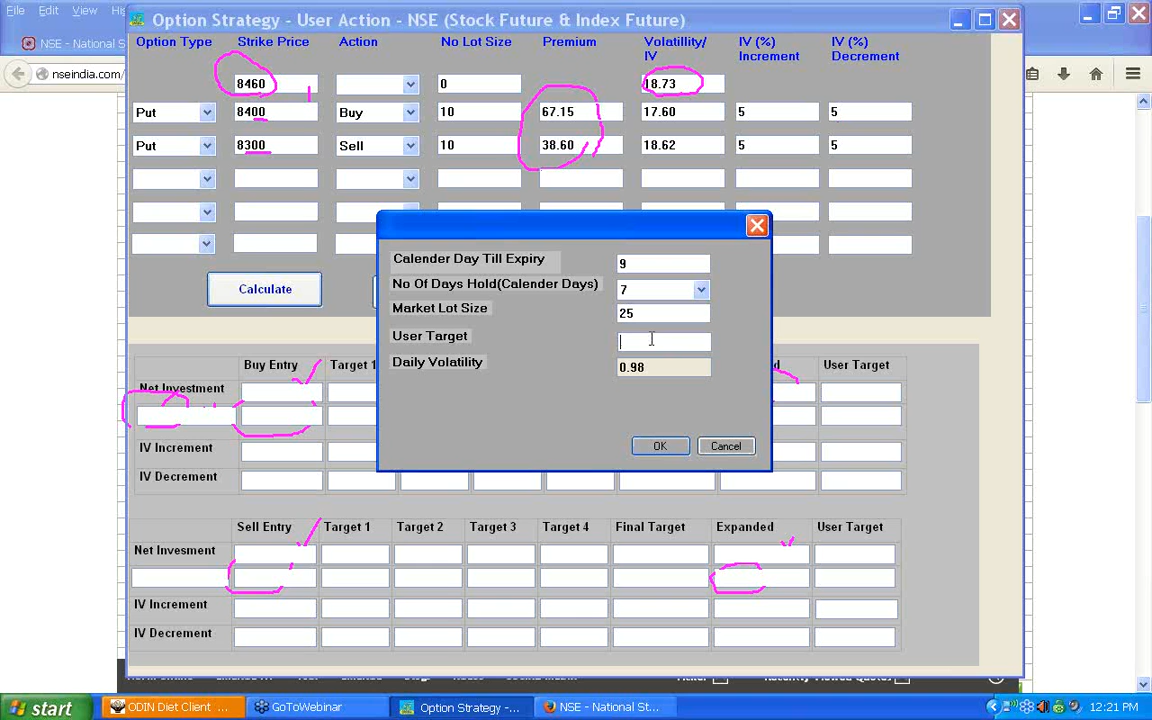 File Edit View
Option Strategy - User Action - NSE (Stock Future & Index Future)
NSE - National S
nseindia.com/
Option Type Strike Price Action No Lot Size Premium Volatillity/ IV IV (%) Increment IV (%) Decrement
8460 0 18.73
Put 8400 Buy 10 67.15 17.60 5 5
Put 8300 Sell 10 38.60 18.62 5 5
Calculate
Calender Day Till Expiry 9
No Of Days Hold(Calender Days) 7
Market Lot Size 25
User Target
Daily Volatility 0.98
OK Cancel
Buy Entry Target 1 User Target
Net Investment
IV Increment
IV Decrement
Sell Entry Target 1 Target 2 Target 3 Target 4 Final Target Expanded User Target
Net Invesment
IV Increment
IV Decrement
start ODIN Diet Client GoToWebinar Option Strategy -... NSE - National St... 12:21 PM